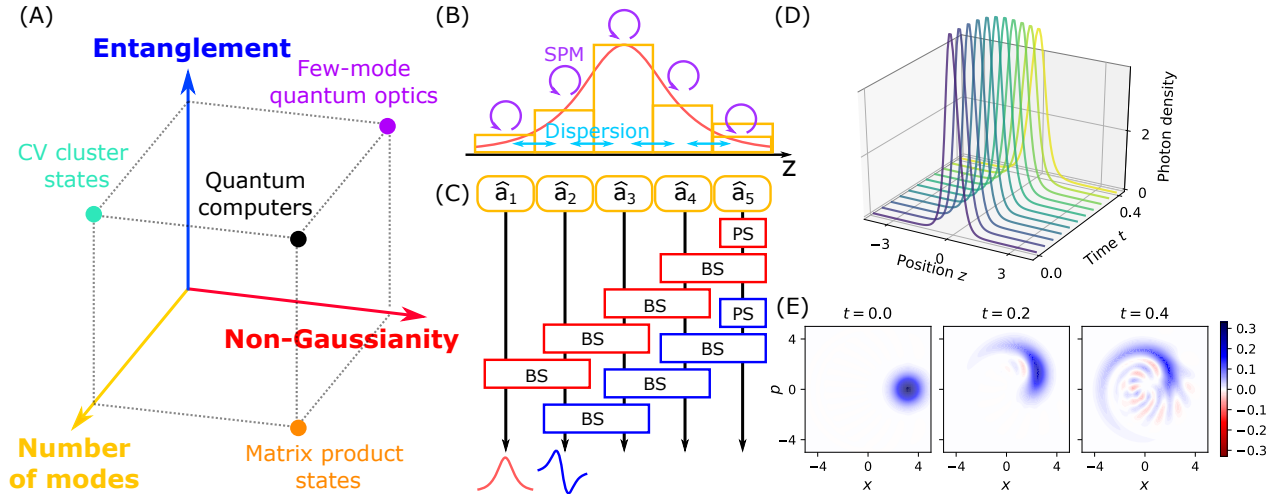 (A)
Entanglement
Few-mode
quantum optics
CV cluster
states
Quantum
computers
Non-Gaussianity
Number
of modes
Matrix product
states
(B)
SPM
Dispersion
z
(C)
â₁
â₂
â₃
â₄
â₅
PS
BS
BS
PS
BS
BS
BS
BS
BS
(D)
Photon density
2
0
0.4
Time t
0.0
−3
0
3
Position z
(E)
t = 0.0
t = 0.2
t = 0.4
p
4
0
−4
−4
0
4
x
−4
0
4
x
−4
0
4
x
0.3
0.2
0.1
0.0
−0.1
−0.2
−0.3